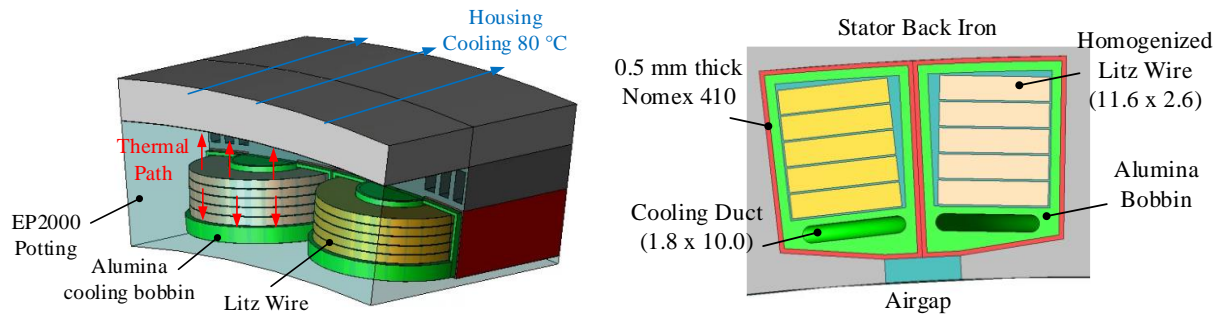 Housing
Cooling 80 °C
Thermal
Path
EP2000
Potting
Alumina
cooling bobbin
Litz Wire
Stator Back Iron
0.5 mm thick
Nomex 410
Homogenized
Litz Wire
(11.6 x 2.6)
Cooling Duct
(1.8 x 10.0)
Alumina
Bobbin
Airgap